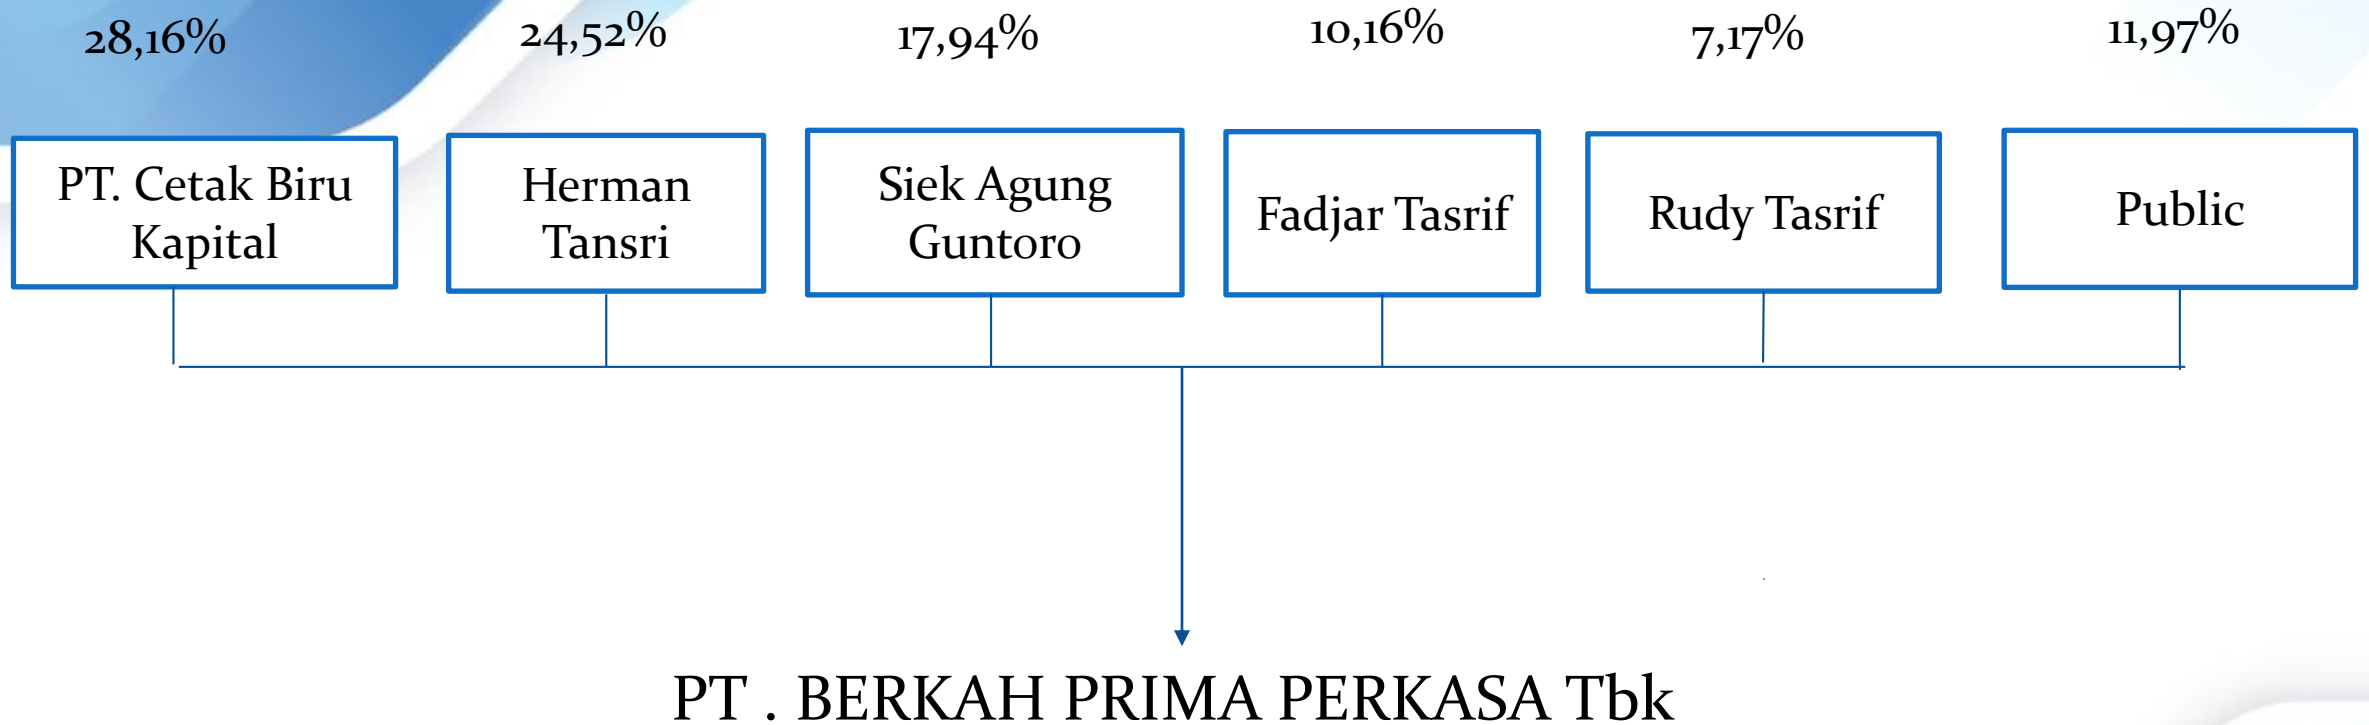 28,16%
24,52%
17,94%
10,16%
7,17%
11,97%
PT. Cetak Biru
Kapital
Herman
Tansri
Siek Agung
Guntoro
Fadjar Tasrif
Rudy Tasrif
Public
PT . BERKAH PRIMA PERKASA Tbk